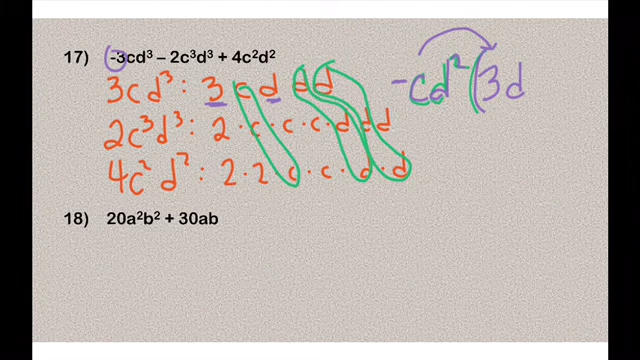 17) -3cd³ – 2c³d³ + 4c²d²
-cd²(3d
3cd³: 3 c d d d
2c³d³: 2 · c · c · c · d d d
4c²d²: 2 · 2 c · c · d · d
18) 20a²b² + 30ab